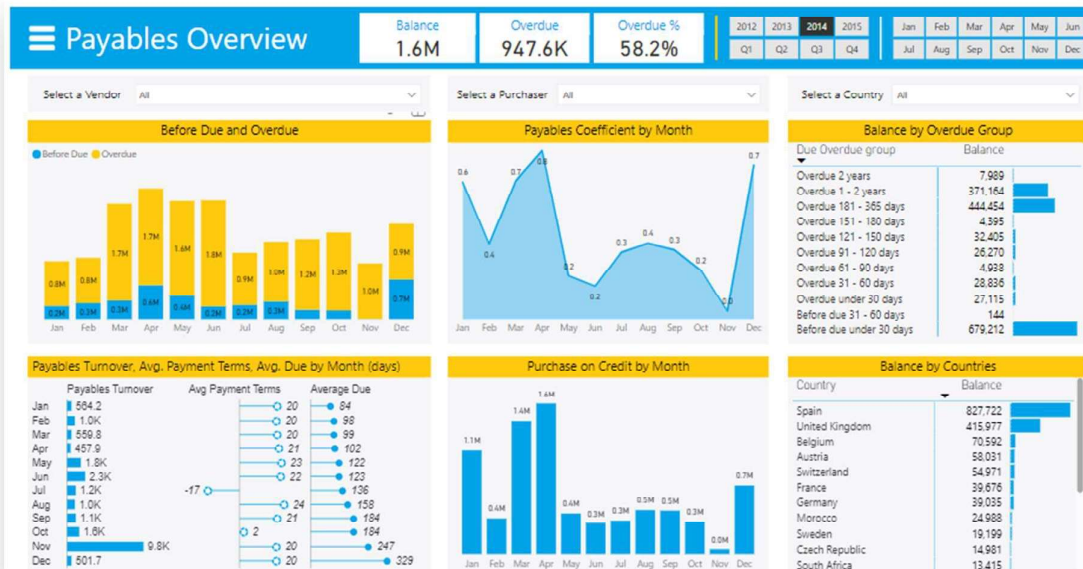 Payables Overview
Balance
1.6M
Overdue
947.6K
Overdue %
58.2%
2012 2013 2014 2015
Q1 Q2 Q3 Q4
Jan Feb Mar Apr May Jun
Jul Aug Sep Oct Nov Dec
Select a Vendor All
Select a Purchaser All
Select a Country All
Before Due and Overdue
Before Due Overdue
1.7M
1.7M 1.6M 1.8M
0.8M 0.8M 0.9M 1.0M 1.2M 1.3M 1.0M 0.9M
0.2M 0.3M 0.3M 0.6M 0.6M 0.3M 0.2M 0.3M 0.7M
Jan Feb Mar Apr May Jun Jul Aug Sep Oct Nov Dec
Payables Coefficient by Month
0.6 0.4 0.7 0.8 0.2 0.2 0.3 0.4 0.3 0.2 0.0 0.7
Jan Feb Mar Apr May Jun Jul Aug Sep Oct Nov Dec
Balance by Overdue Group
Due Overdue group Balance
Overdue 2 years 7,989
Overdue 1 - 2 years 371,164
Overdue 181 - 365 days 444,454
Overdue 151 - 180 days 4,395
Overdue 121 - 150 days 32,405
Overdue 91 - 120 days 26,270
Overdue 61 - 90 days 4,938
Overdue 31 - 60 days 28,836
Overdue under 30 days 27,115
Before due 31 - 60 days 144
Before due under 30 days 679,212
Payables Turnover, Avg. Payment Terms, Avg. Due by Month (days)
Payables Turnover Avg Payment Terms Average Due
Jan 564.2 20 84
Feb 1.0K 20 98
Mar 559.8 20 99
Apr 457.9 21 102
May 1.8K 23 122
Jun 2.3K 22 123
Jul 1.2K -17 136
Aug 1.0K 24 158
Sep 1.1K 21 184
Oct 1.6K 2 184
Nov 9.8K 20 247
Dec 501.7 20 329
Purchase on Credit by Month
1.1M 0.4M 1.4M 1.6M 0.4M 0.3M 0.3M 0.5M 0.5M 0.3M 0.0M 0.7M
Jan Feb Mar Apr May Jun Jul Aug Sep Oct Nov Dec
Balance by Countries
Country Balance
Spain 827,722
United Kingdom 415,977
Belgium 70,592
Austria 58,031
Switzerland 54,971
France 39,676
Germany 39,035
Morocco 24,988
Sweden 19,199
Czech Republic 14,981
South Africa 13,415